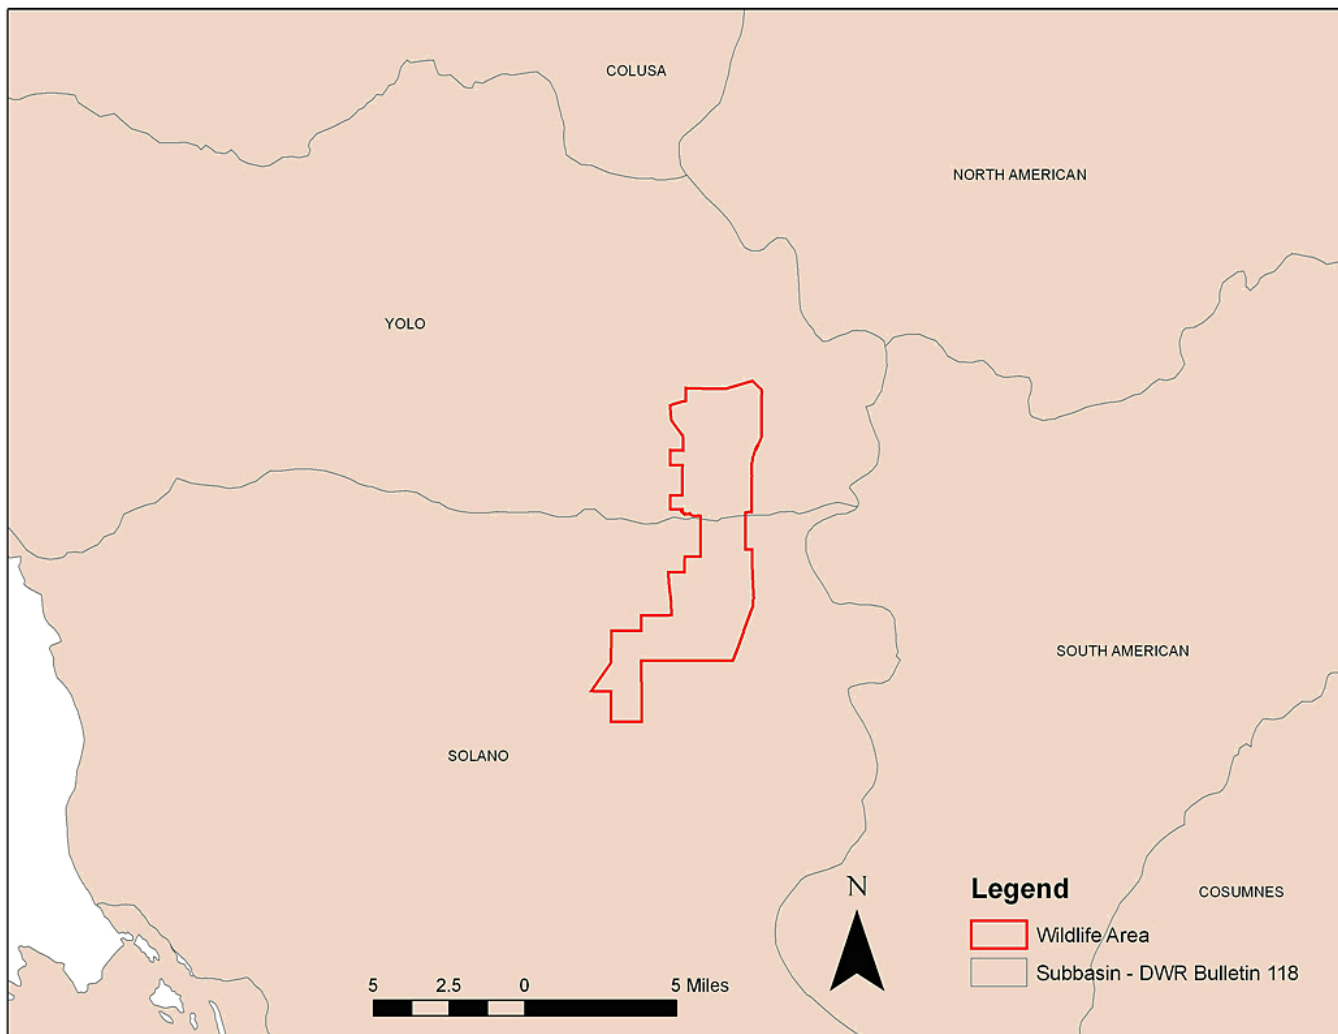 COLUSA
NORTH AMERICAN
YOLO
SOUTH AMERICAN
SOLANO
COSUMNES
N
Legend
Wildlife Area
Subbasin - DWR Bulletin 118
5 2.5 0 5 Miles